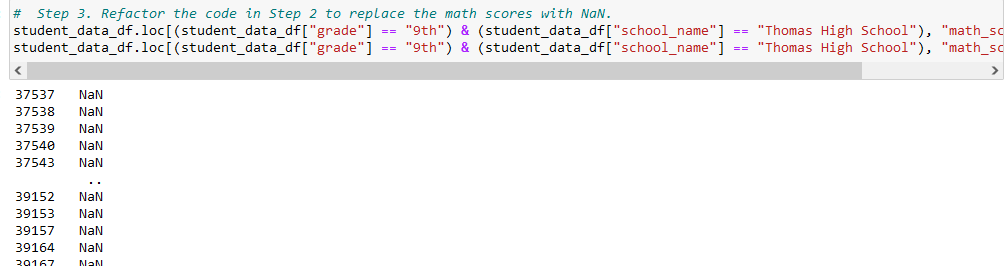 #  Step 3. Refactor the code in Step 2 to replace the math scores with NaN.
student_data_df.loc[(student_data_df["grade"] == "9th") & (student_data_df["school_name"] == "Thomas High School"), "math_sc
student_data_df.loc[(student_data_df["grade"] == "9th") & (student_data_df["school_name"] == "Thomas High School"), "math_sc
37537   NaN
37538   NaN
37539   NaN
37540   NaN
37543   NaN
..
39152   NaN
39153   NaN
39157   NaN
39164   NaN
39167   NaN